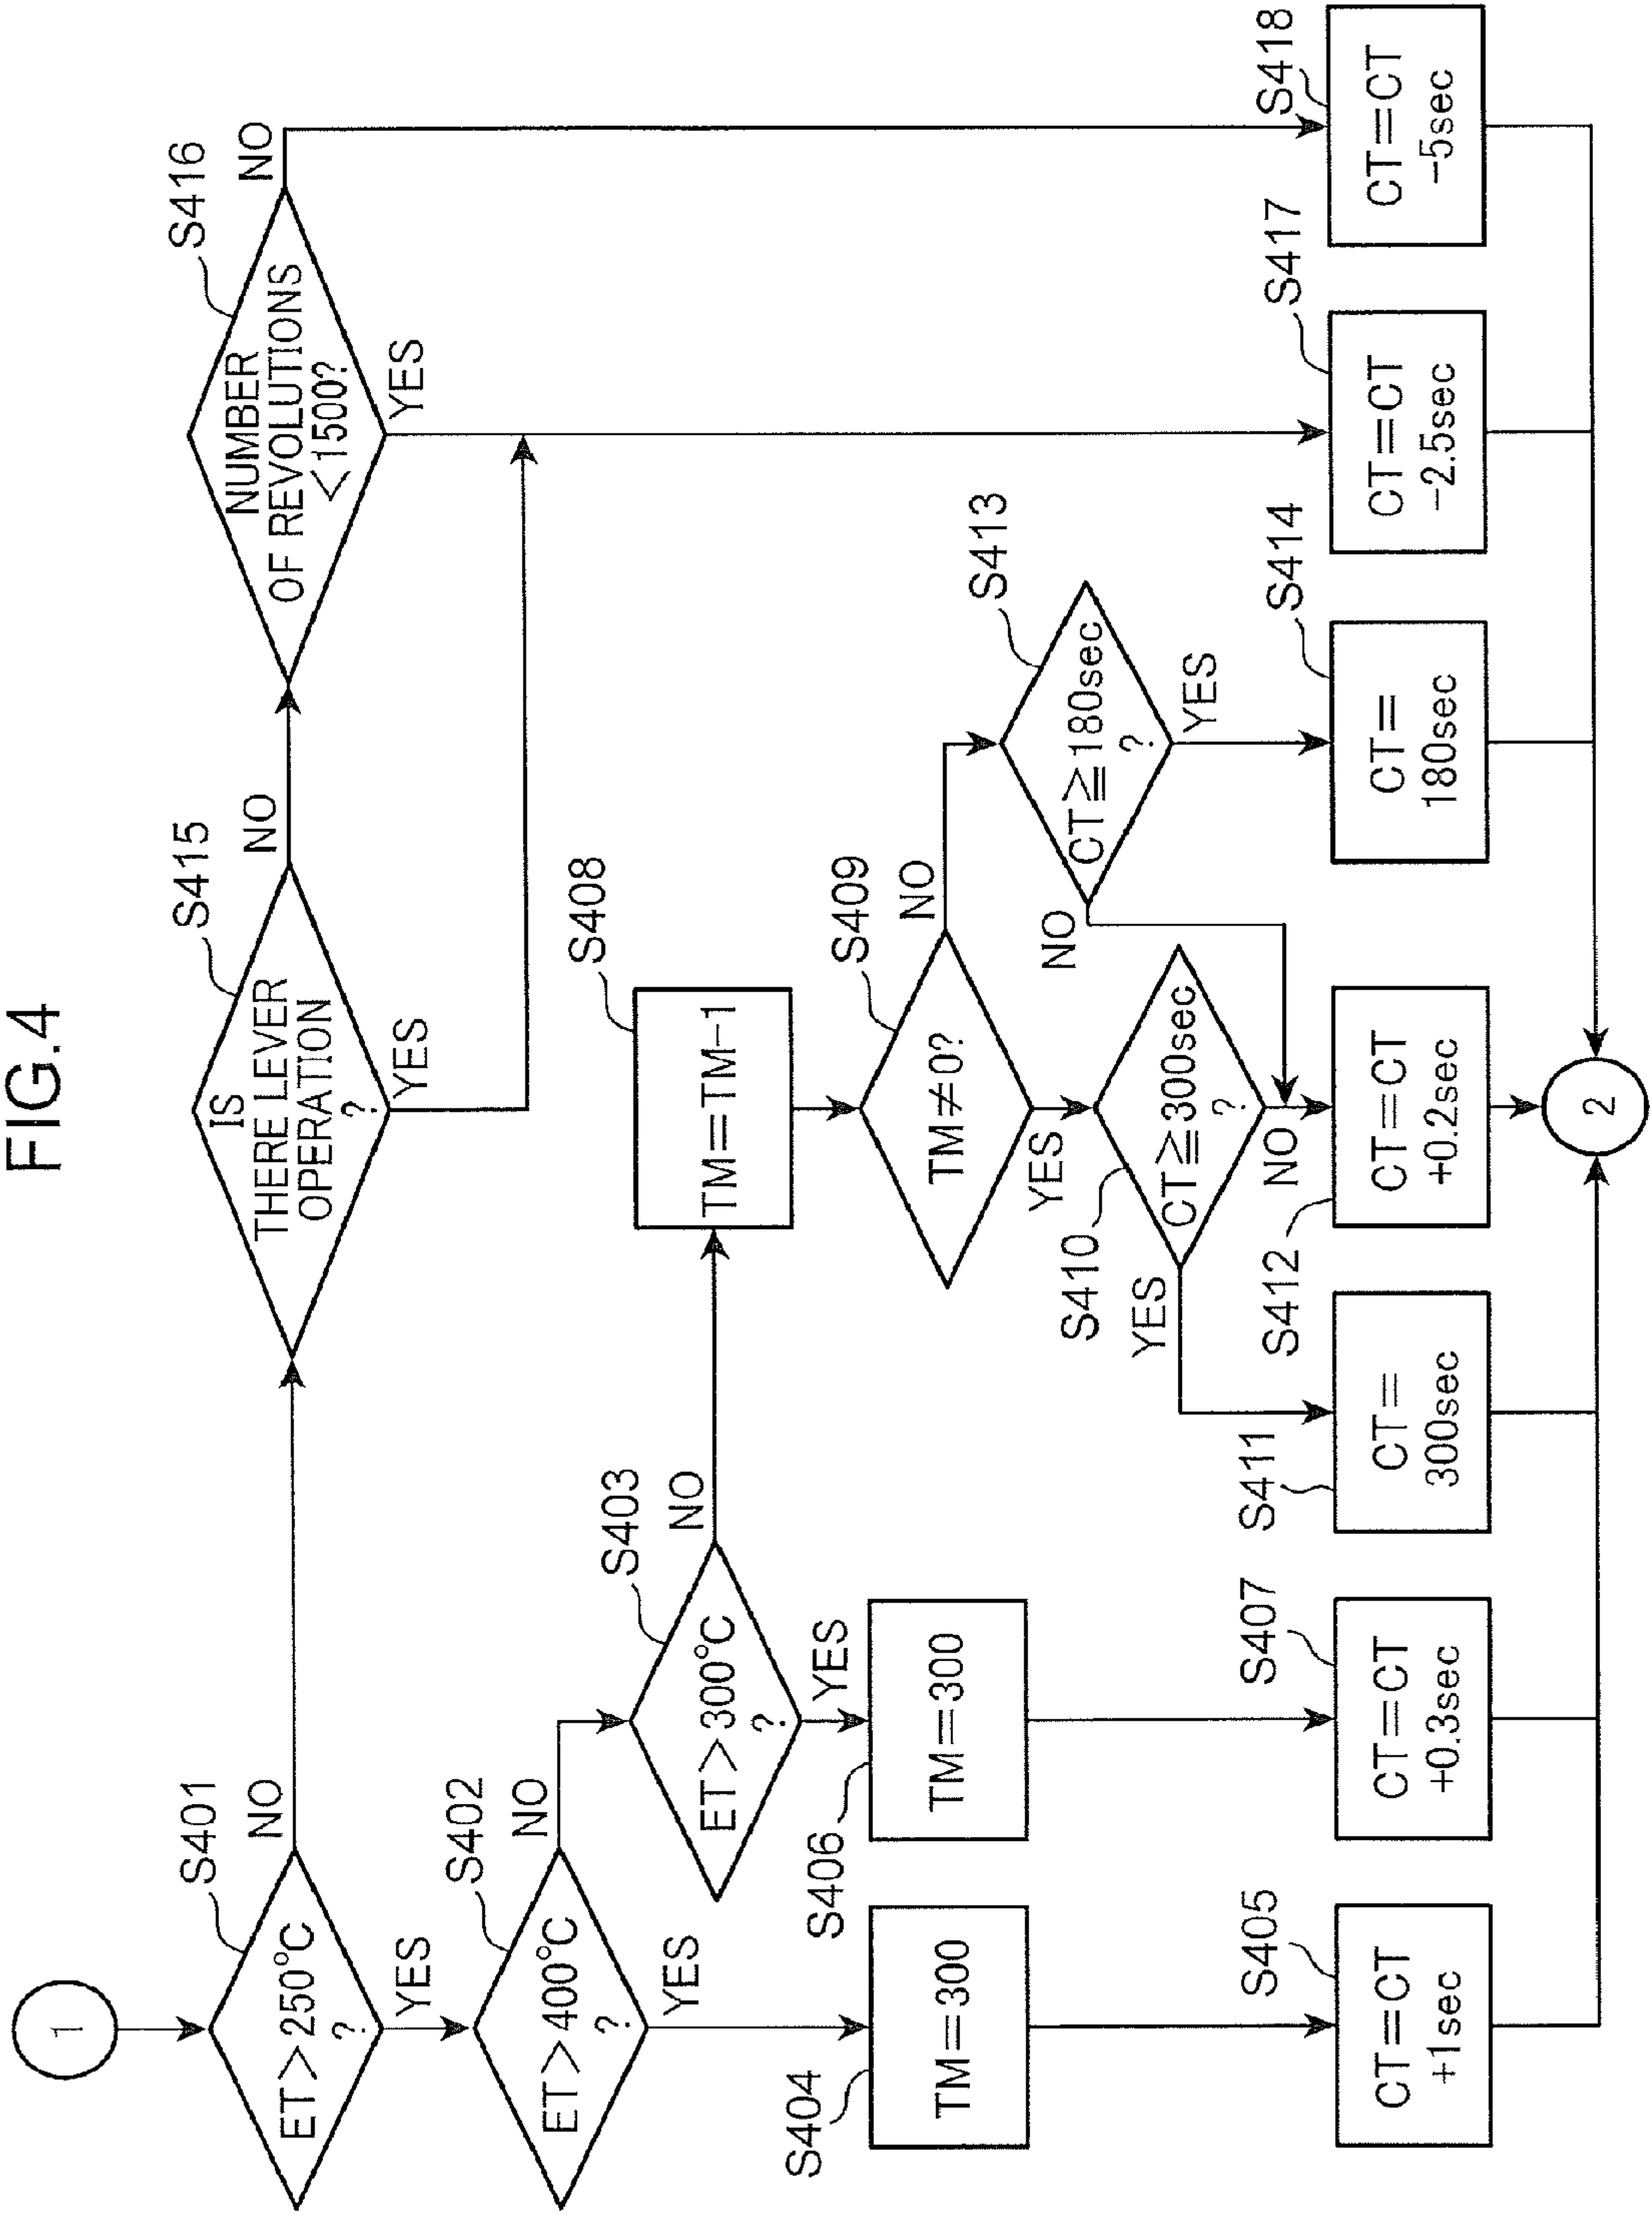 FIG.4
1
S401
ET>250°C
?
NO
YES
S415
IS
THERE LEVER
OPERATION
?
NO
YES
S416
NUMBER
OF REVOLUTIONS
<1500?
NO
YES
S402
ET>400°C
?
NO
YES
S403
ET>300°C
?
NO
YES
S408
TM=TM-1
S404
TM=300
S406
TM=300
S409
TM≠0?
NO
YES
S410
CT≧300sec
?
YES
NO
S413
CT≧180sec
?
NO
YES
S405
CT=CT
+1sec
S407
CT=CT
+0.3sec
S411
CT=
300sec
S412
CT=CT
+0.2sec
S414
CT=
180sec
S417
CT=CT
-2.5sec
S418
CT=CT
-5sec
2